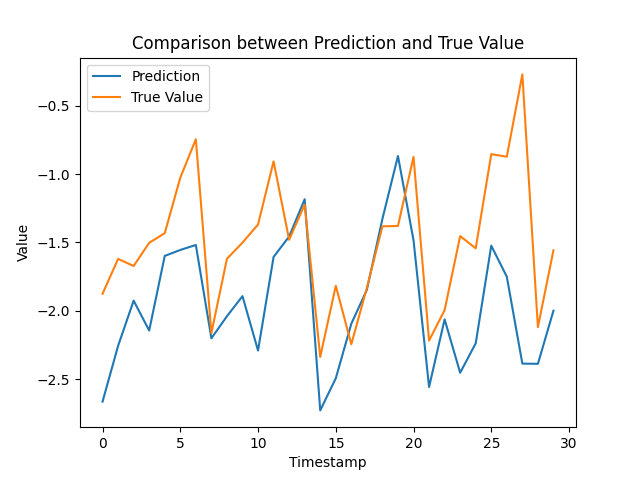 Comparison between Prediction and True Value
Prediction
True Value
−0.5
−1.0
−1.5
−2.0
−2.5
Value
0 5 10 15 20 25 30
Timestamp